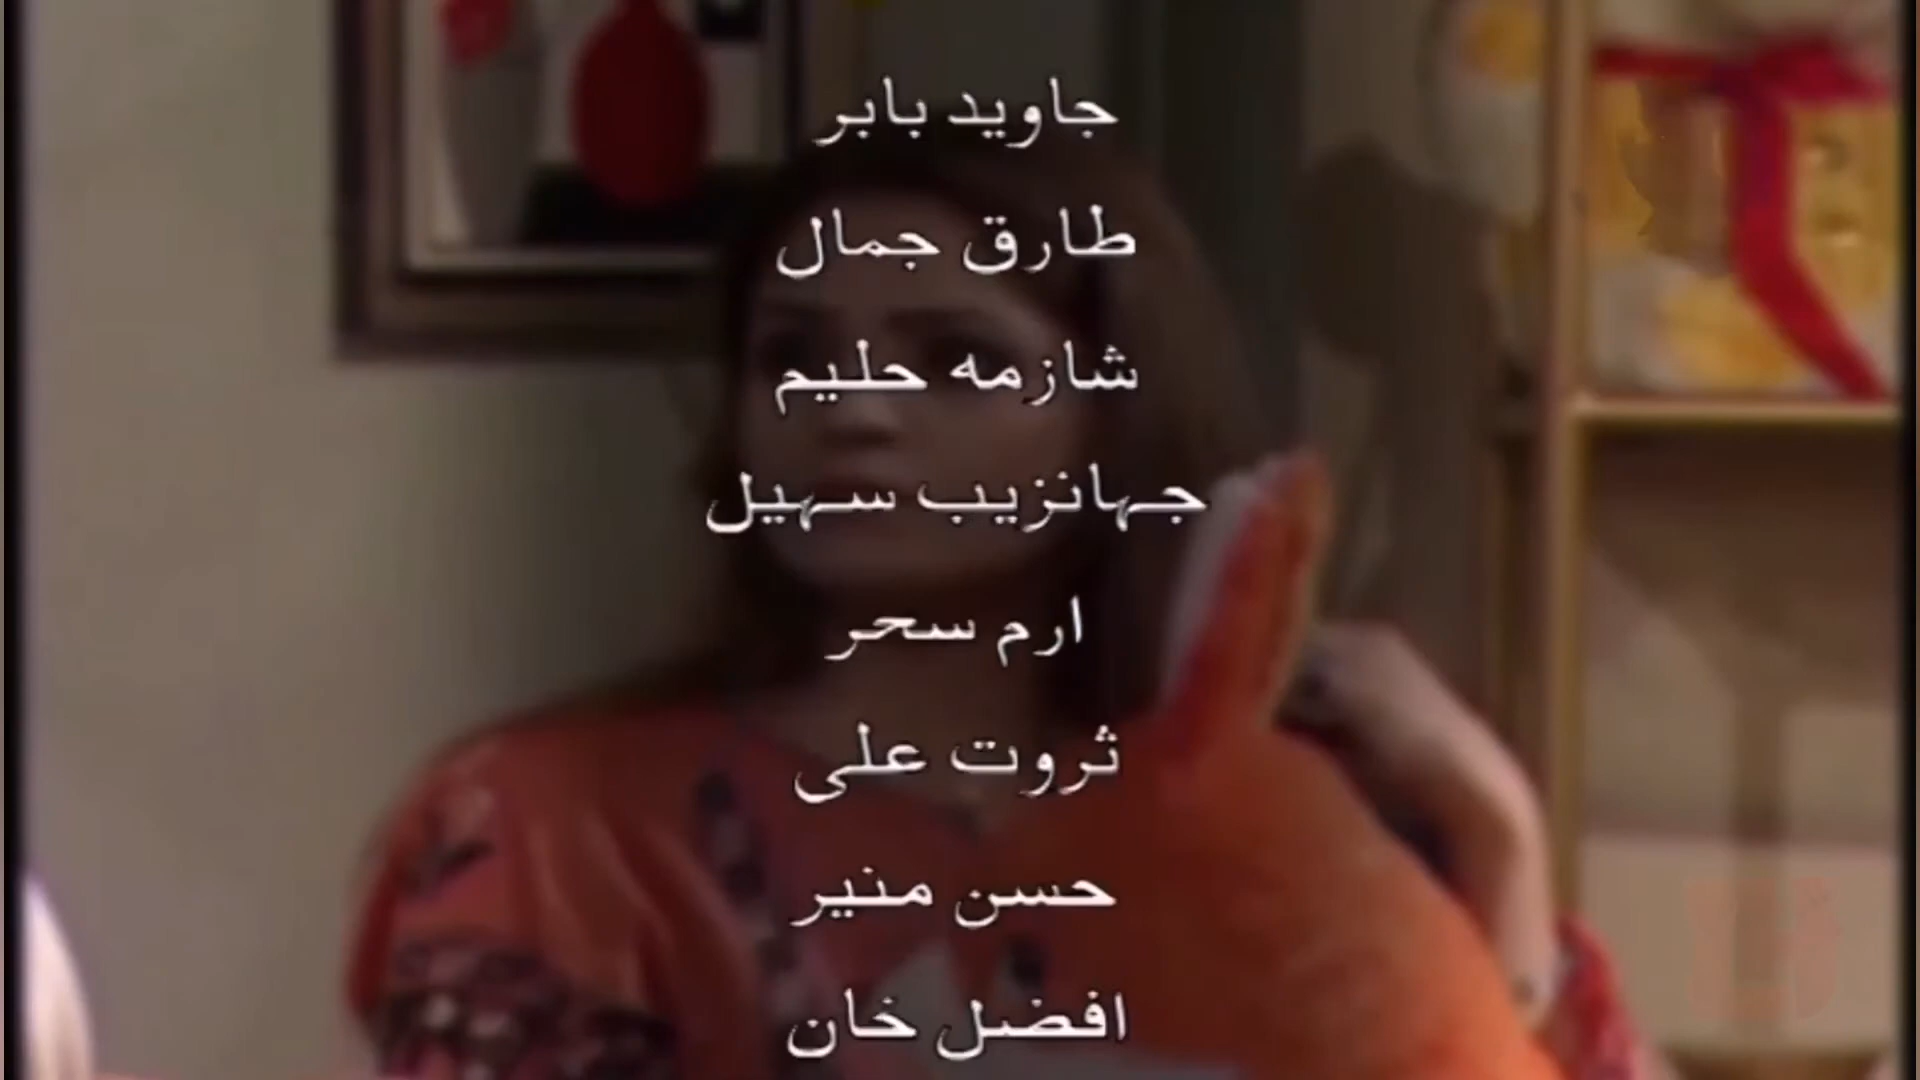 جاوید بابر
طارق جمال
شازمہ حلیم
جہانزیب سہیل
ارم سحر
ثروت علی
حسن منیر
افضل خان